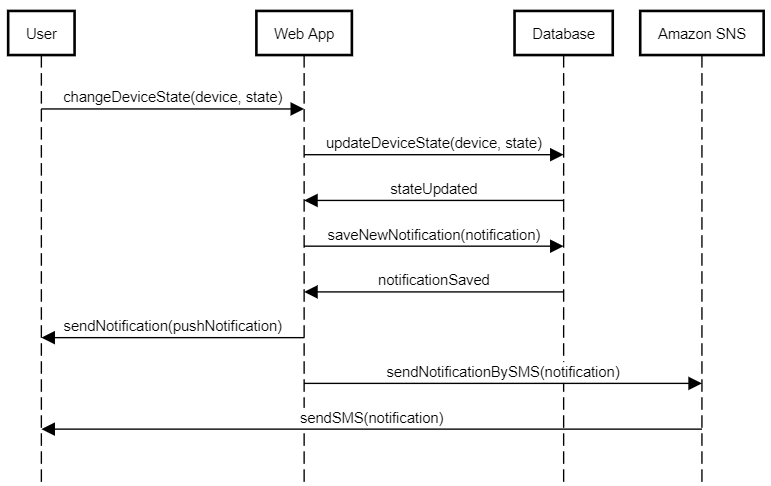 User
Web App
Database
Amazon SNS
changeDeviceState(device, state)
updateDeviceState(device, state)
stateUpdated
saveNewNotification(notification)
notificationSaved
sendNotification(pushNotification)
sendNotificationBySMS(notification)
sendSMS(notification)